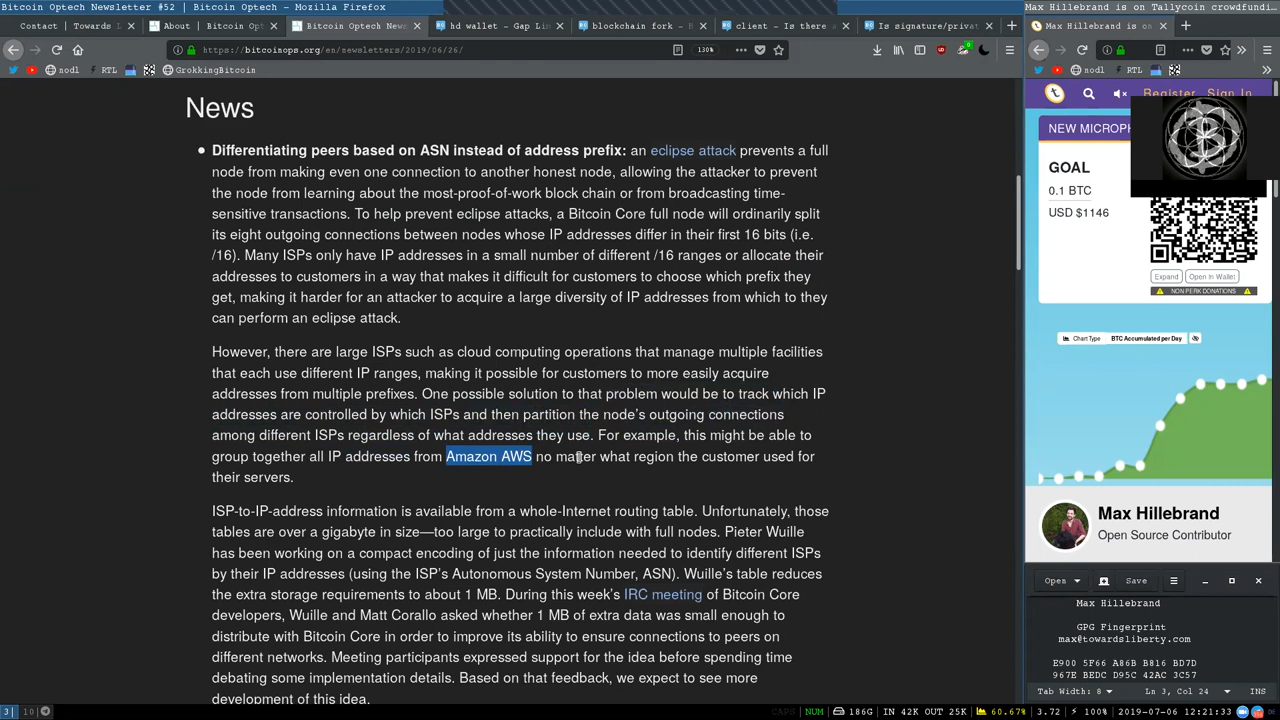 Bitcoin Optech Newsletter #52 | Bitcoin Optech - Mozilla Firefox
Contact | Towards L
About | Bitcoin Opt
Bitcoin Optech News
hd wallet - Gap Lin
blockchain fork - B
client - Is there a
Is signature/privat
https://bitcoinops.org/en/newsletters/2019/06/26/
130%
nodl
RTL
GrokkingBitcoin
News
Differentiating peers based on ASN instead of address prefix: an eclipse attack prevents a full
node from making even one connection to another honest node, allowing the attacker to prevent
the node from learning about the most-proof-of-work block chain or from broadcasting time-
sensitive transactions. To help prevent eclipse attacks, a Bitcoin Core full node will ordinarily split
its eight outgoing connections between nodes whose IP addresses differ in their first 16 bits (i.e.
/16). Many ISPs only have IP addresses in a small number of different /16 ranges or allocate their
addresses to customers in a way that makes it difficult for customers to choose which prefix they
get, making it harder for an attacker to acquire a large diversity of IP addresses from which to they
can perform an eclipse attack.
However, there are large ISPs such as cloud computing operations that manage multiple facilities
that each use different IP ranges, making it possible for customers to more easily acquire
addresses from multiple prefixes. One possible solution to that problem would be to track which IP
addresses are controlled by which ISPs and then partition the node's outgoing connections
among different ISPs regardless of what addresses they use. For example, this might be able to
group together all IP addresses from Amazon AWS no matter what region the customer used for
their servers.
ISP-to-IP-address information is available from a whole-Internet routing table. Unfortunately, those
tables are over a gigabyte in size—too large to practically include with full nodes. Pieter Wuille
has been working on a compact encoding of just the information needed to identify different ISPs
by their IP addresses (using the ISP's Autonomous System Number, ASN). Wuille's table reduces
the extra storage requirements to about 1 MB. During this week's IRC meeting of Bitcoin Core
developers, Wuille and Matt Corallo asked whether 1 MB of extra data was small enough to
distribute with Bitcoin Core in order to improve its ability to ensure connections to peers on
different networks. Meeting participants expressed support for the idea before spending time
debating some implementation details. Based on that feedback, we expect to see more
development of this idea.
Max Hillebrand is on Tallycoin crowdfundi
Max Hillebrand is on T
nodl
RTL
Register
Sign In
NEW MICROPH
GOAL
0.1 BTC
USD $1146
Expand
Open in Wallet
NON PERK DONATIONS
Chart Type
BTC Accumulated per Day
Max Hillebrand
Open Source Contributor
Open
Save
Max Hillebrand
GPG Fingerprint
max@towardsliberty.com
E900 5F66 A86B B816 BD7D
967E BEDC D95C 42AC 3C57
Tab Width: 8
Ln 3, Col 24
INS
3
10
CAPS
NUM
186G
IN 42K OUT 25K
60.67%
3.72
100%
2019-07-06
12:21:33